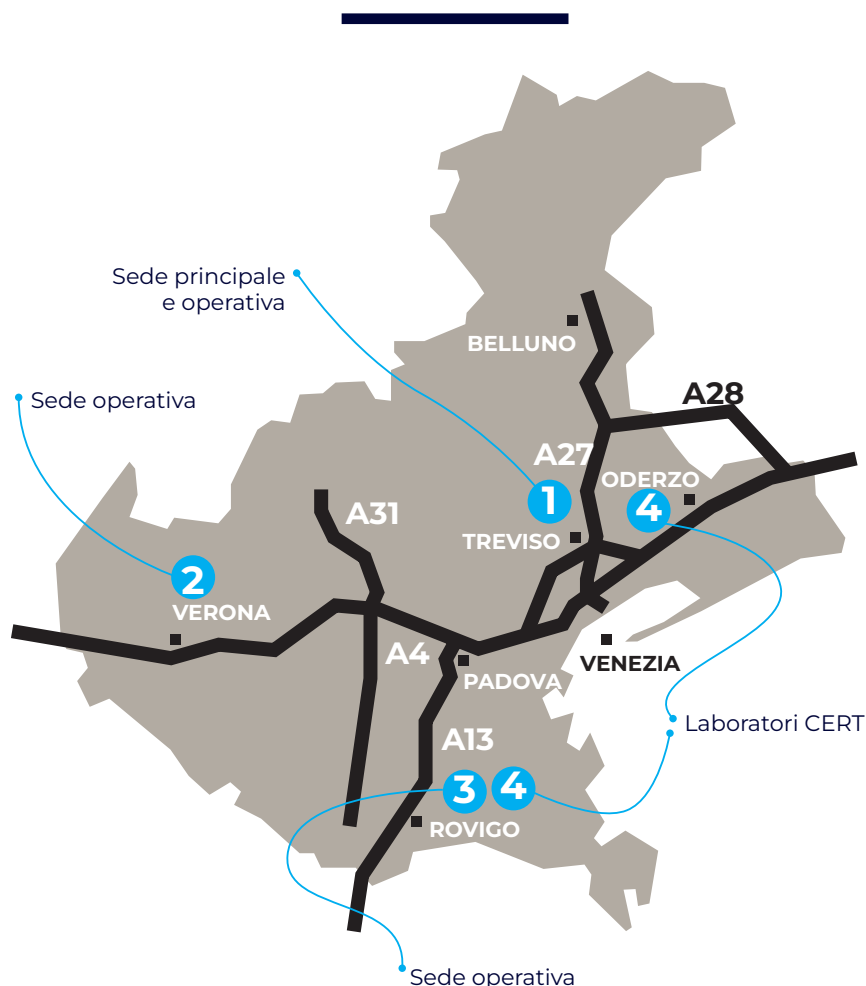 Sede principale
e operativa
BELLUNO
A28
Sede operativa
A27
ODERZO
1
4
A31
TREVISO
2
VERONA
A4
PADOVA
VENEZIA
Laboratori CERT
A13
3
4
ROVIGO
Sede operativa